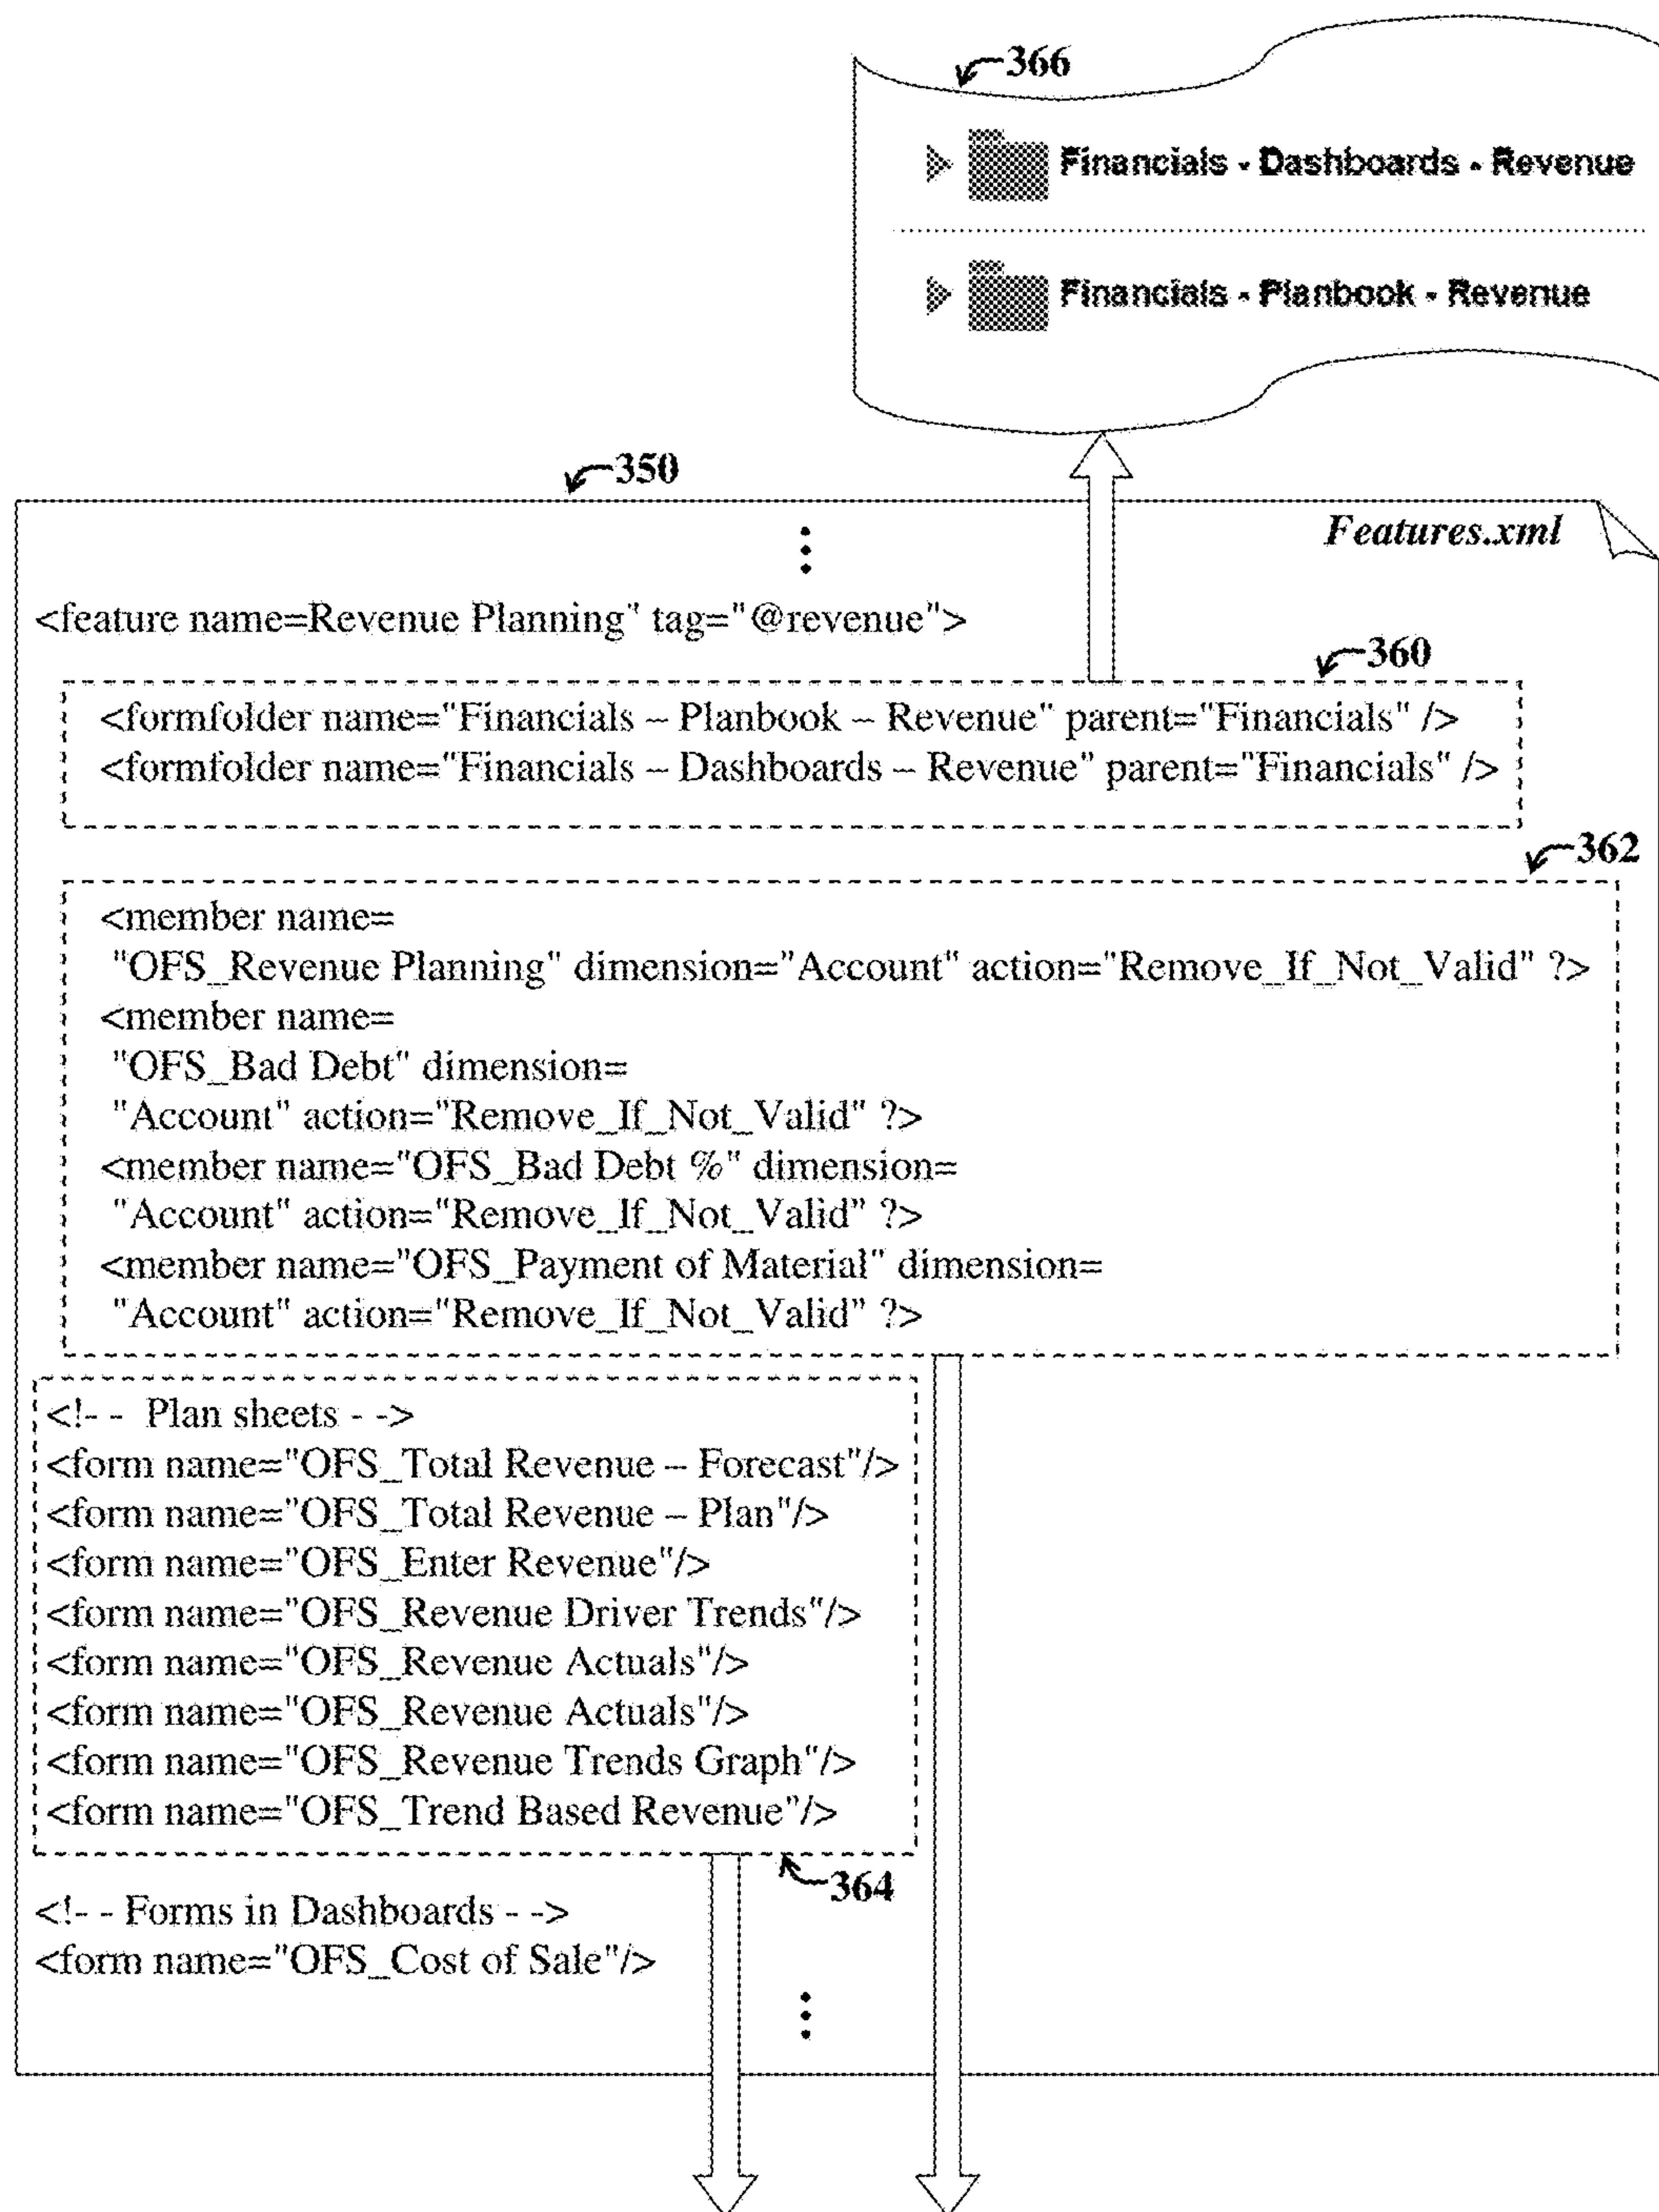 366
Financials - Dashboards - Revenue
Financials - Planbook - Revenue
350
Features.xml
<feature name=Revenue Planning" tag="@revenue">
360
<formfolder name="Financials – Planbook – Revenue" parent="Financials" />
<formfolder name="Financials – Dashboards – Revenue" parent="Financials" />
362
<member name=
"OFS_Revenue Planning" dimension="Account" action="Remove_If_Not_Valid" ?>
<member name=
"OFS_Bad Debt" dimension=
"Account" action="Remove_If_Not_Valid" ?>
<member name="OFS_Bad Debt %" dimension=
"Account" action="Remove_If_Not_Valid" ?>
<member name="OFS_Payment of Material" dimension=
"Account" action="Remove_If_Not_Valid" ?>
<!- - Plan sheets - ->
<form name="OFS_Total Revenue – Forecast"/>
<form name="OFS_Total Revenue – Plan"/>
<form name="OFS_Enter Revenue"/>
<form name="OFS_Revenue Driver Trends"/>
<form name="OFS_Revenue Actuals"/>
<form name="OFS_Revenue Actuals"/>
<form name="OFS_Revenue Trends Graph"/>
<form name="OFS_Trend Based Revenue"/>
364
<!- - Forms in Dashboards - ->
<form name="OFS_Cost of Sale"/>